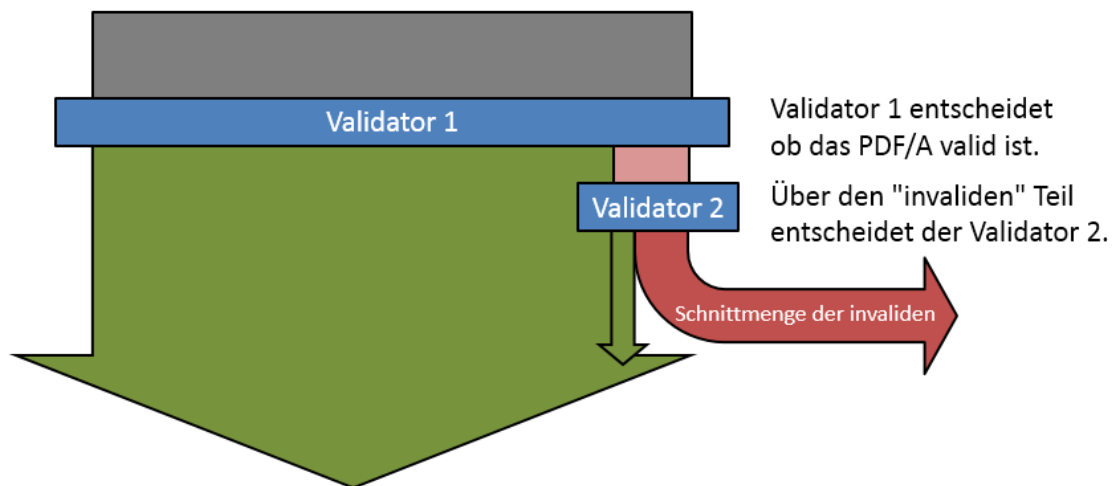 Validator 1
Validator 1 entscheidet
ob das PDF/A valid ist.
Validator 2
Über den "invaliden" Teil
entscheidet der Validator 2.
Schnittmenge der invaliden